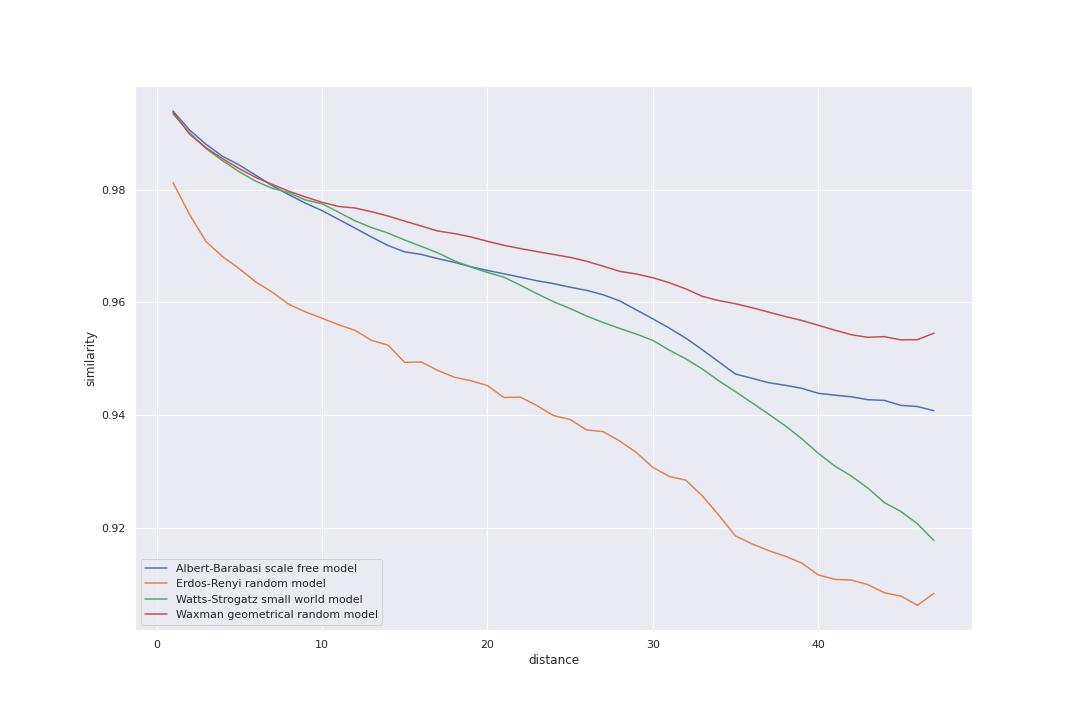 0.98
0.96
0.94
0.92
similarity
Albert-Barabasi scale free model
Erdos-Renyi random model
Watts-Strogatz small world model
Waxman geometrical random model
0 10 20 30 40
distance